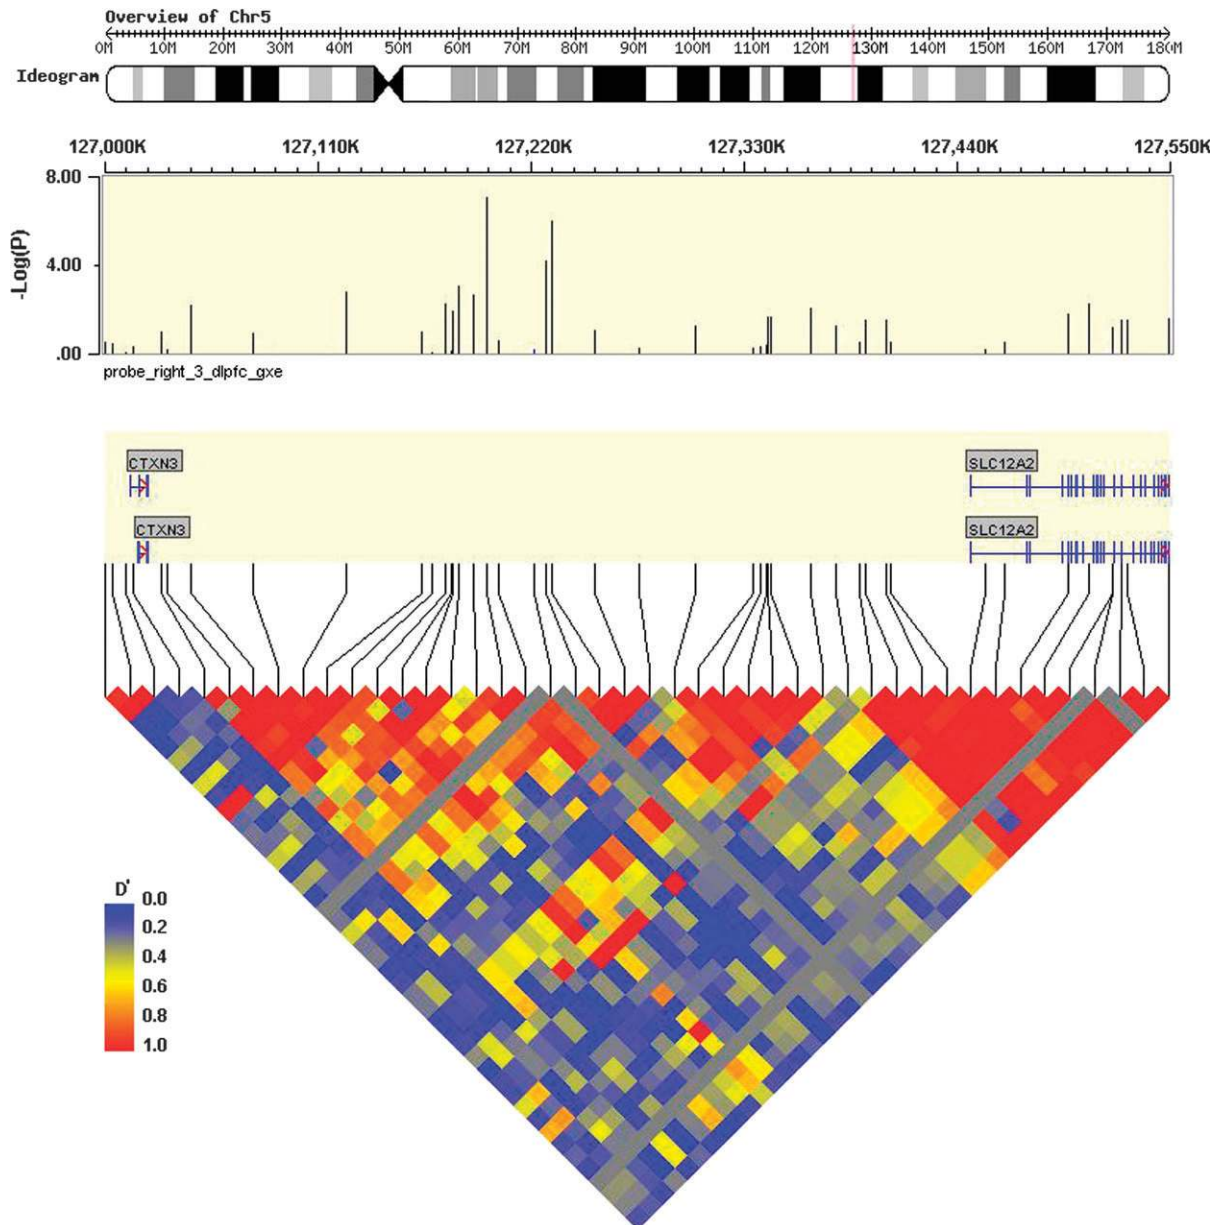 Overview of Chr5
0M 10M 20M 30M 40M 50M 60M 70M 80M 90M 100M 110M 120M 130M 140M 150M 160M 170M 180M
Ideogram
127,000K 127,110K 127,220K 127,330K 127,440K 127,550K
8.00
4.00
.00
-Log(P)
probe_right_3_dlpfc_gxe
CTXN3 SLC12A2
CTXN3 SLC12A2
D'
0.0
0.2
0.4
0.6
0.8
1.0